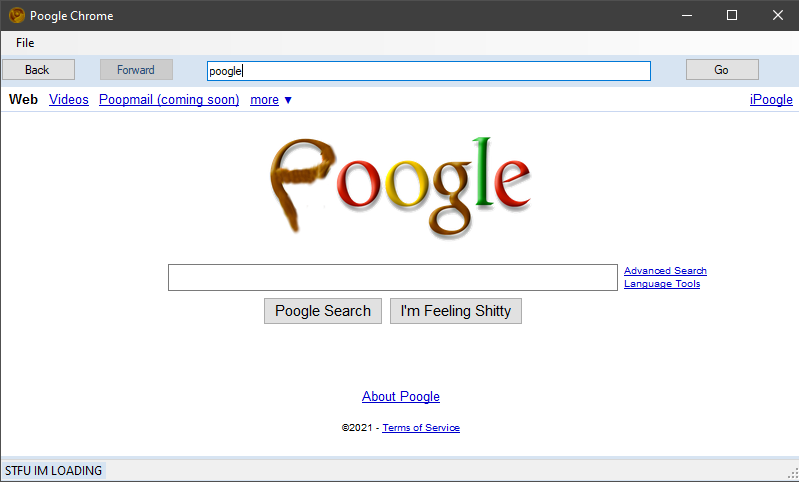 Poogle Chrome
File
Back Forward poogle Go
Web Videos Poopmail (coming soon) more ▼ iPoogle
Poogle
Advanced Search
Language Tools
Poogle Search I'm Feeling Shitty
About Poogle
©2021 - Terms of Service
STFU IM LOADING